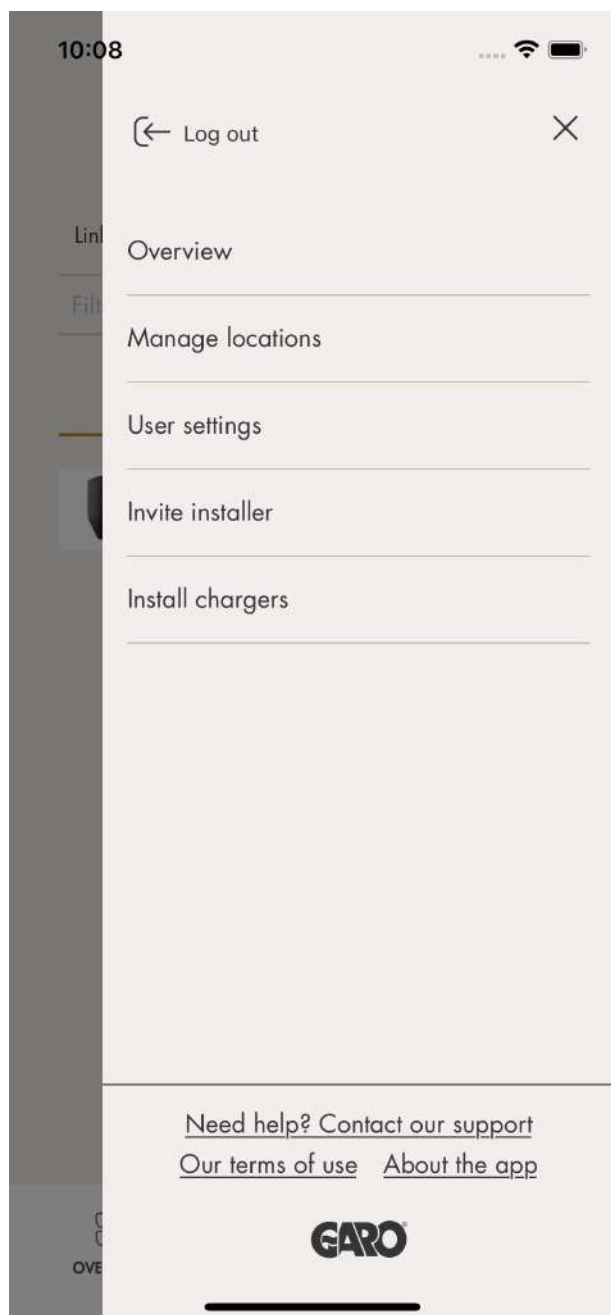 10:08
Log out
Overview
Manage locations
User settings
Invite installer
Install chargers
Need help? Contact our support
Our terms of use About the app
GARO